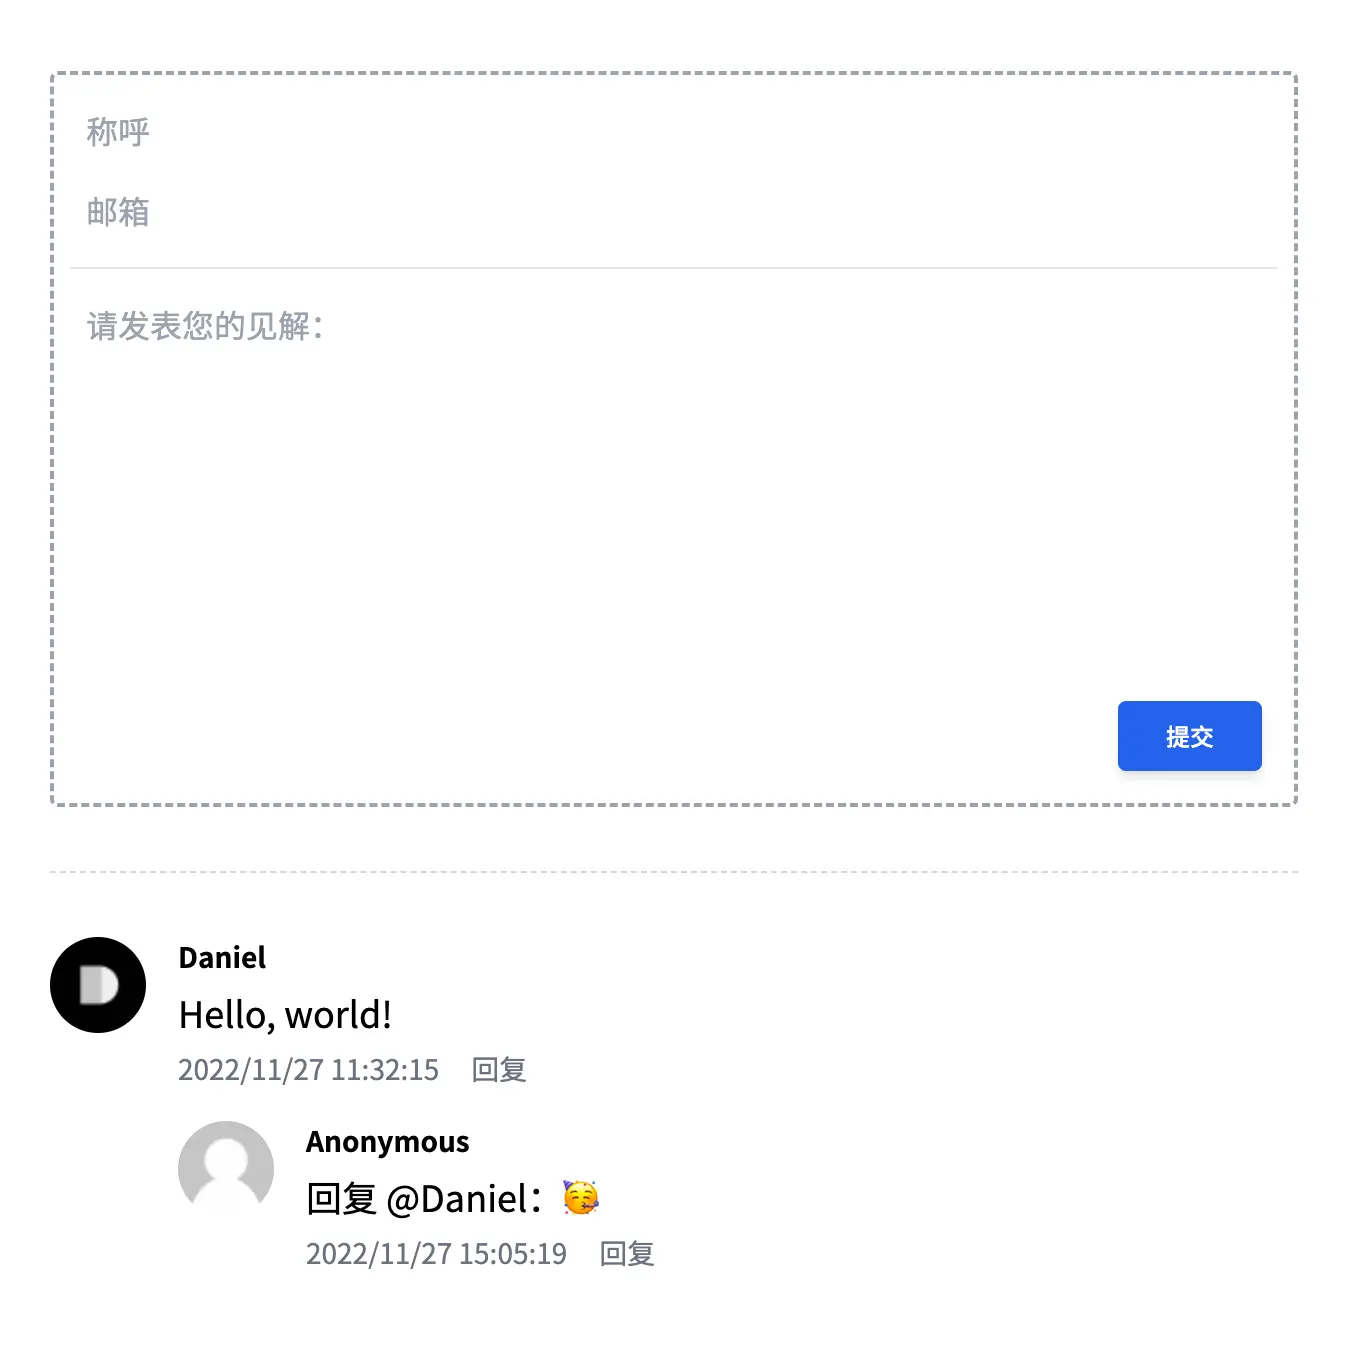 称呼
邮箱
请发表您的见解：
提交
D
Daniel
Hello, world!
2022/11/27 11:32:15 回复
Anonymous
回复 @Daniel：🥳
2022/11/27 15:05:19 回复